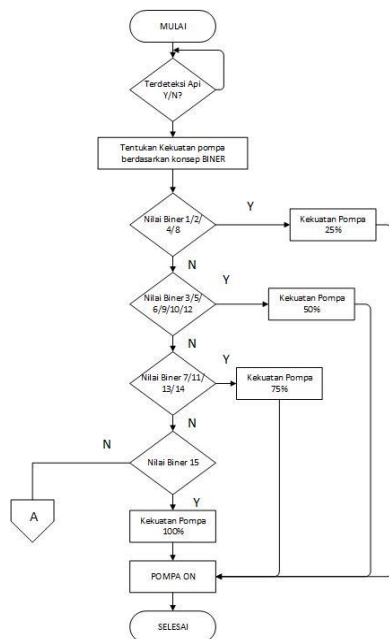 MULAI
Terdeteksi Api
Y/N?
Tentukan Kekuatan pompa
berdasarkan konsep BINER
Nilai Biner 1/2/
4/8
Y
Kekuatan Pompa
25%
N
Nilai Biner 3/5/
6/9/10/12
Y
Kekuatan Pompa
50%
N
Nilai Biner 7/11/
13/14
Y
Kekuatan Pompa
75%
N
Nilai Biner 15
N
A
Y
Kekuatan Pompa
100%
POMPA ON
SELESAI